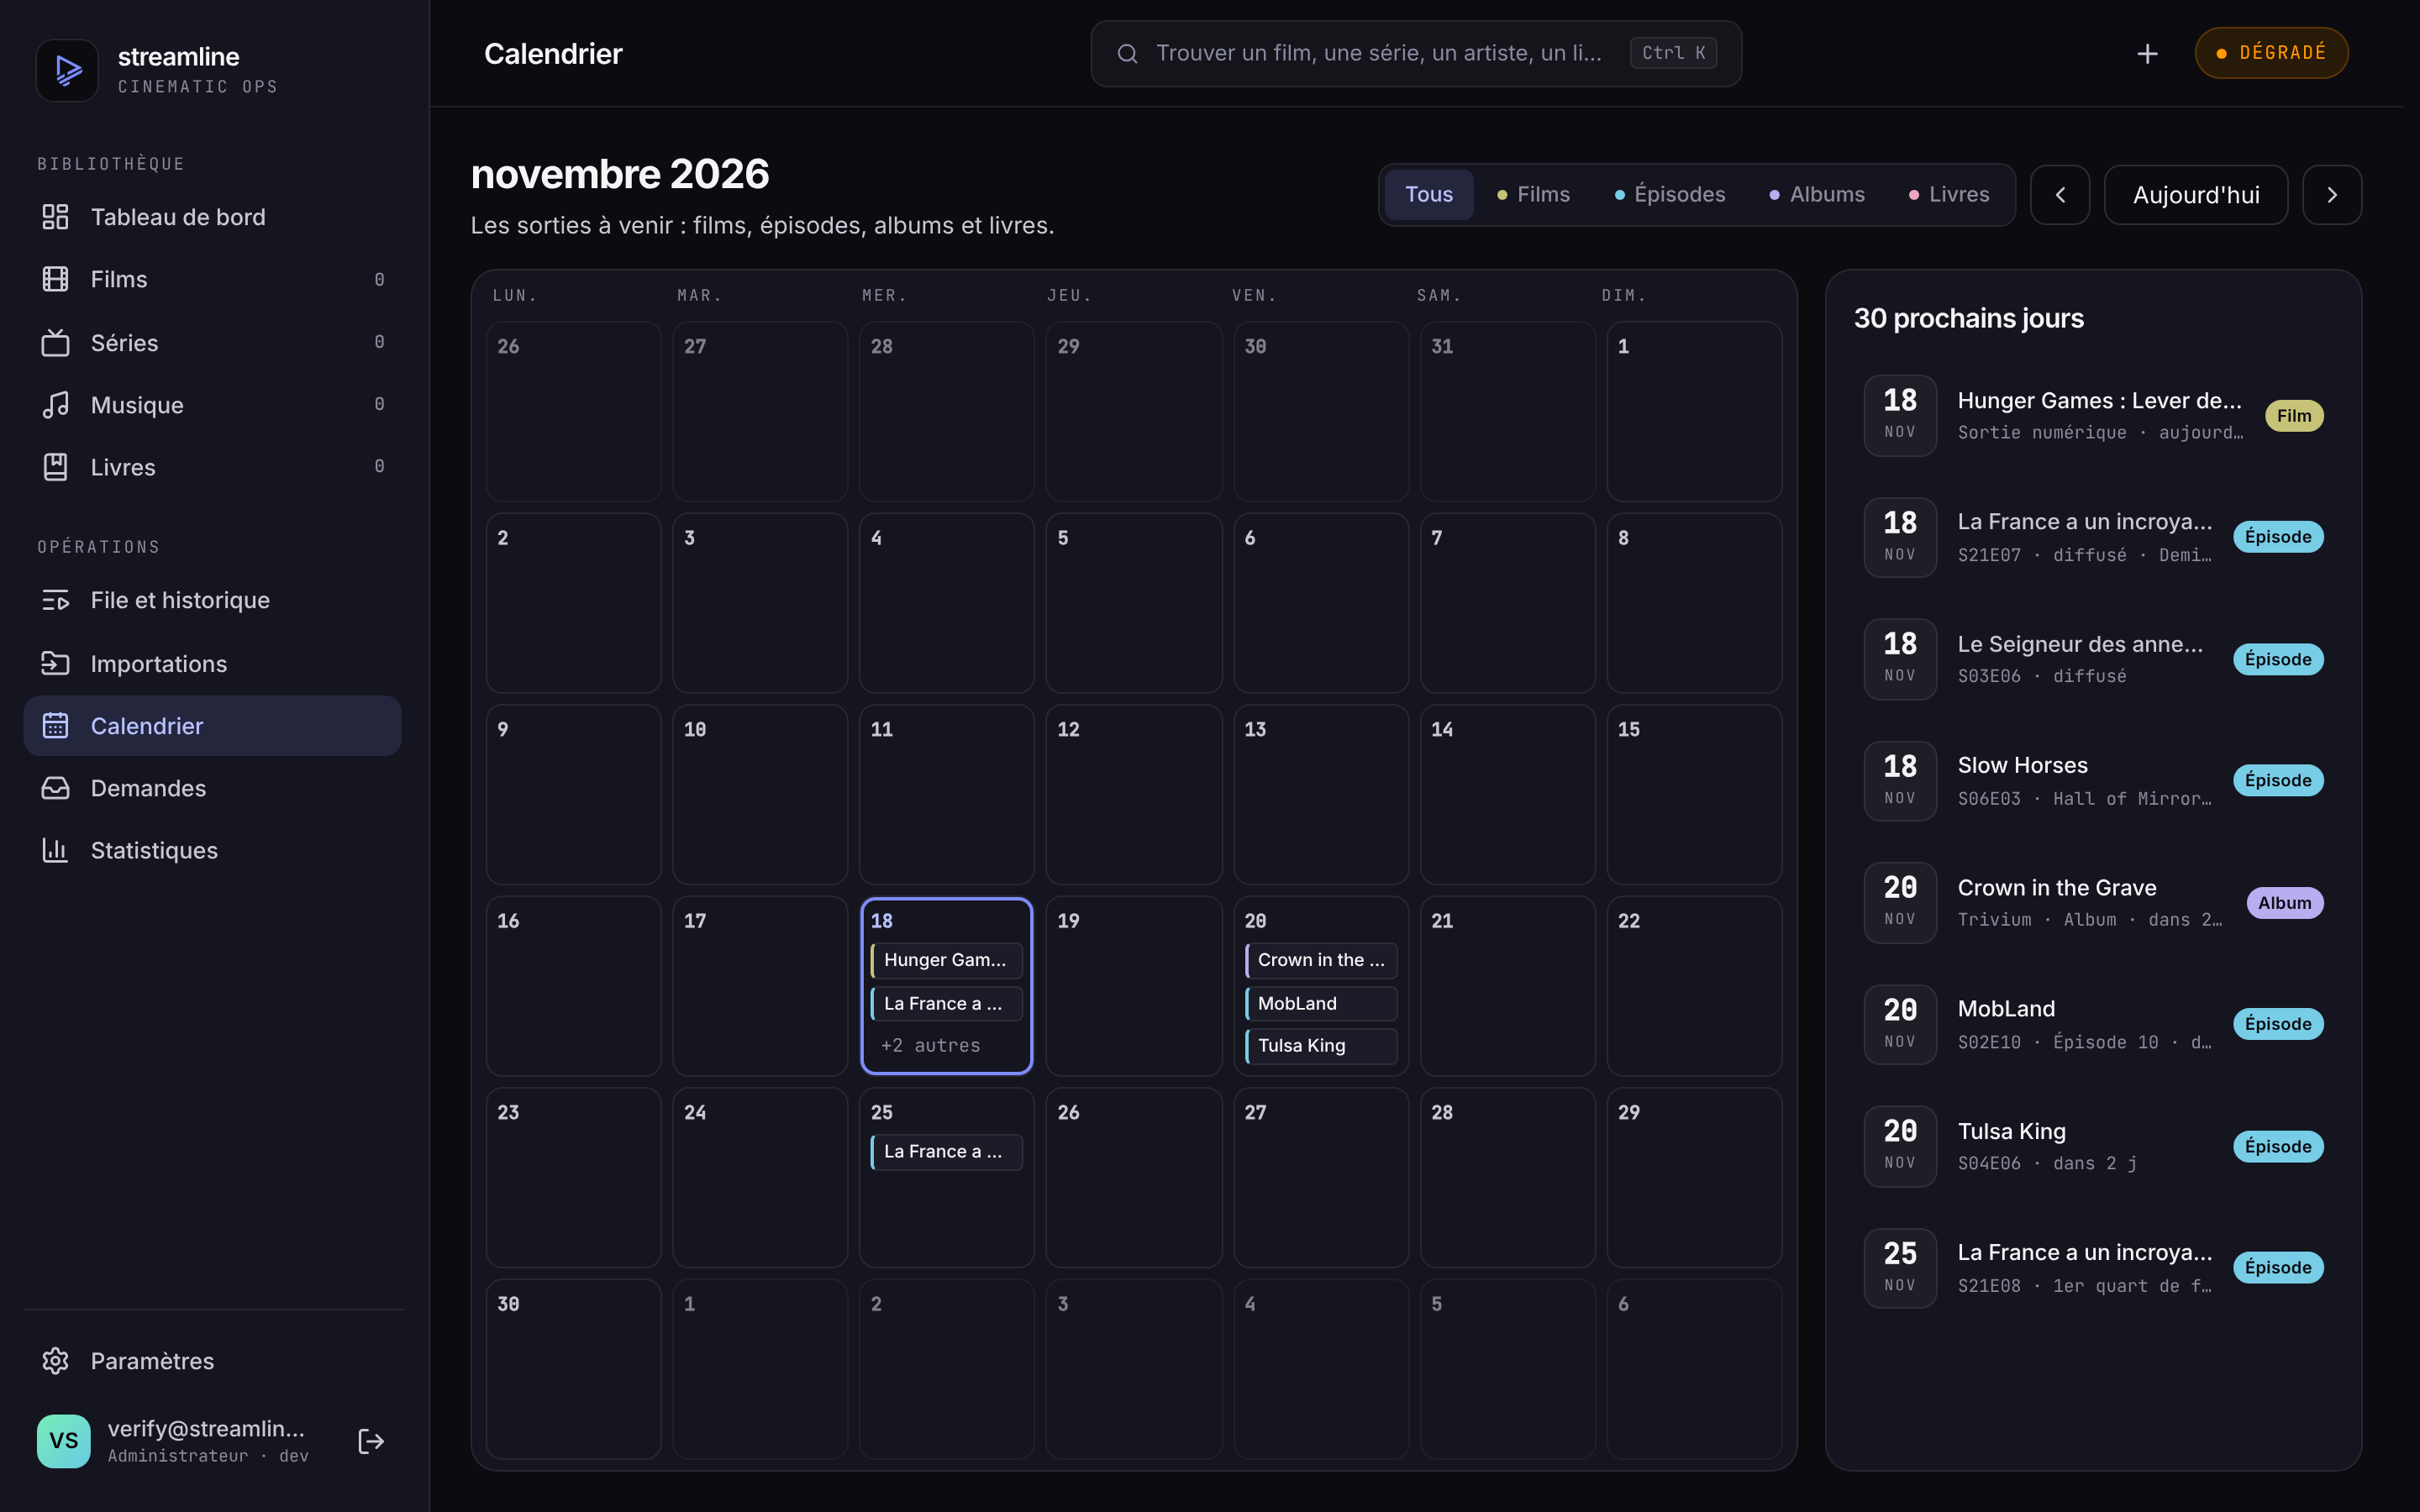 streamline
CINEMATIC OPS
BIBLIOTHÈQUE
Tableau de bord
Films 0
Séries 0
Musique 0
Livres 0
OPÉRATIONS
File et historique
Importations
Calendrier
Demandes
Statistiques
Paramètres
VS
verify@streamlin...
Administrateur · dev
Calendrier
Trouver un film, une série, un artiste, un li...
Ctrl K
DÉGRADÉ
novembre 2026
Les sorties à venir : films, épisodes, albums et livres.
Tous
Films
Épisodes
Albums
Livres
Aujourd'hui
LUN. MAR. MER. JEU. VEN. SAM. DIM.
26 27 28 29 30 31 1
2 3 4 5 6 7 8
9 10 11 12 13 14 15
16 17 18 19 20 21 22
Hunger Gam...
La France a ...
+2 autres
Crown in the ...
MobLand
Tulsa King
23 24 25 26 27 28 29
La France a ...
30 1 2 3 4 5 6
30 prochains jours
18 NOV
Hunger Games : Lever de...
Sortie numérique · aujourd...
Film
18 NOV
La France a un incroya...
S21E07 · diffusé · Demi...
Épisode
18 NOV
Le Seigneur des anne...
S03E06 · diffusé
Épisode
18 NOV
Slow Horses
S06E03 · Hall of Mirror...
Épisode
20 NOV
Crown in the Grave
Trivium · Album · dans 2...
Album
20 NOV
MobLand
S02E10 · Épisode 10 · d...
Épisode
20 NOV
Tulsa King
S04E06 · dans 2 j
Épisode
25 NOV
La France a un incroya...
S21E08 · 1er quart de f...
Épisode